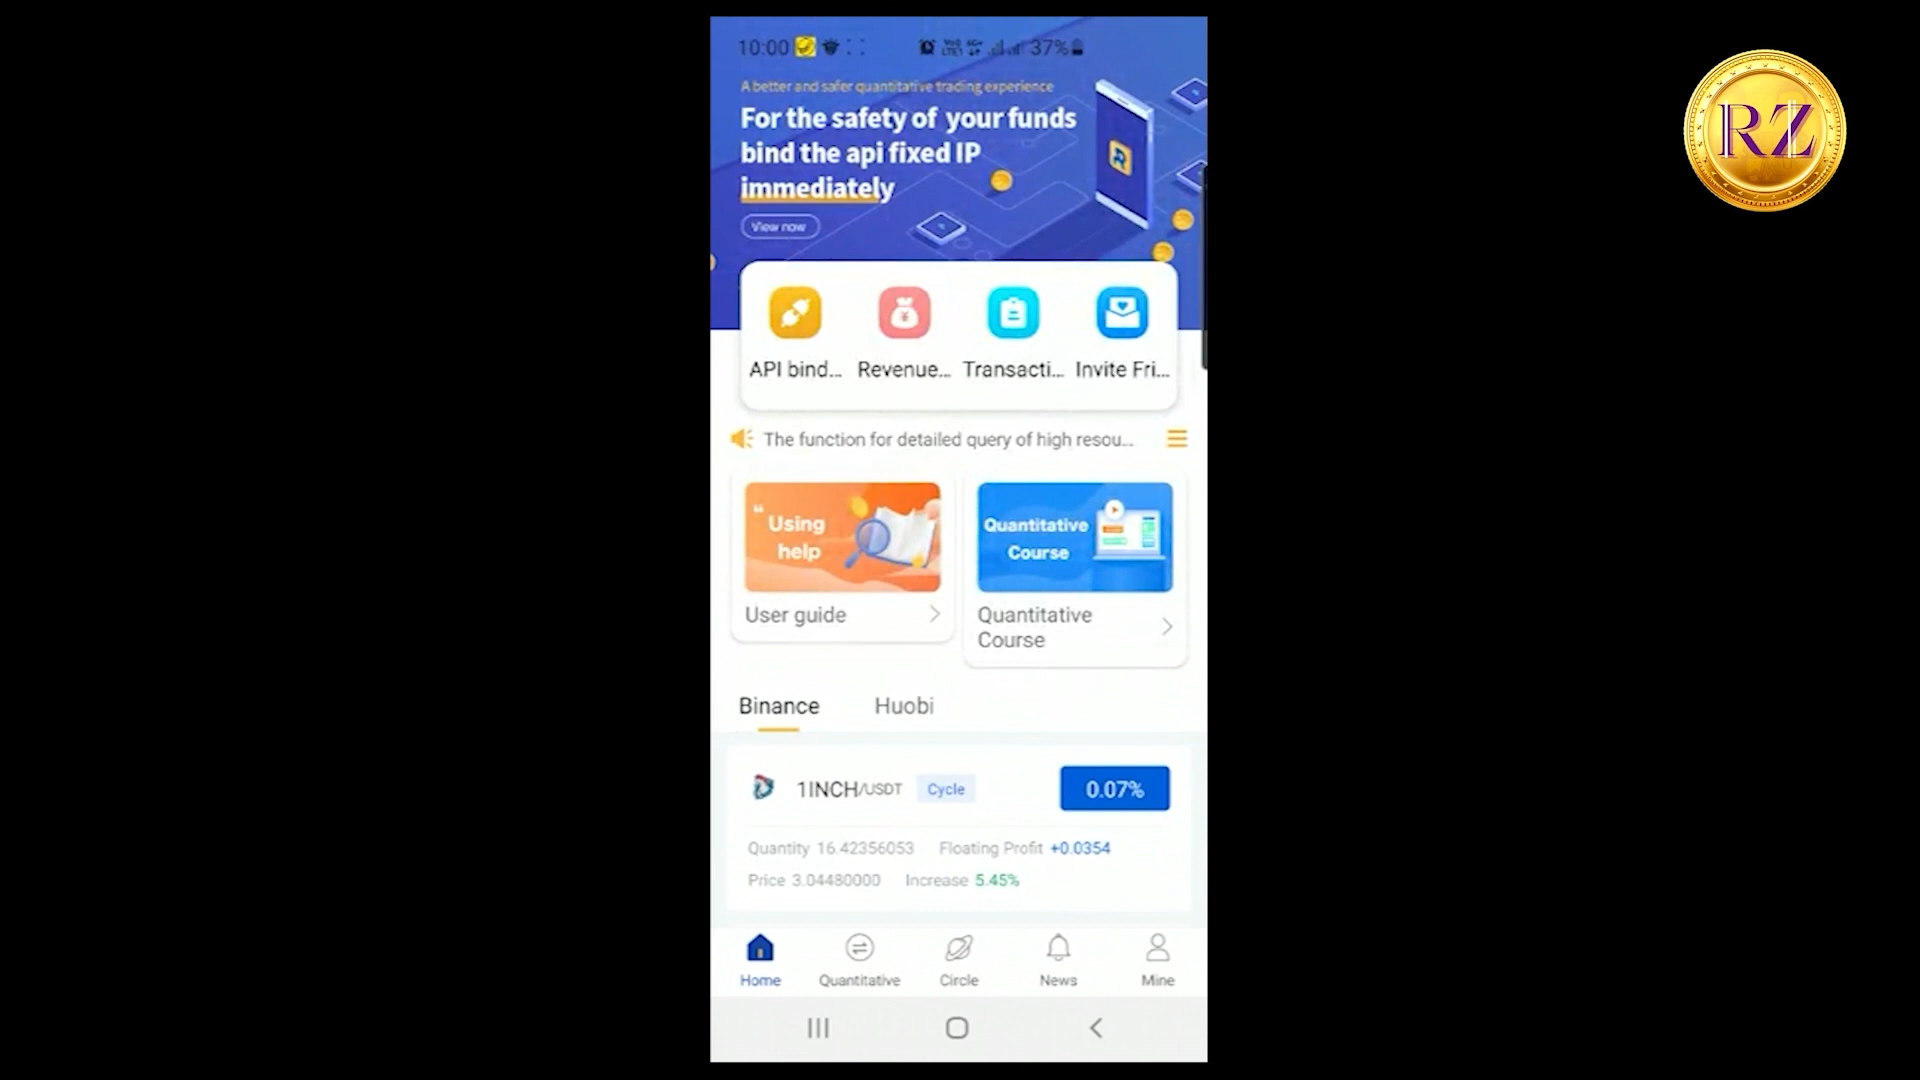 10:00
37%
A better and safer quantitative trading experience
For the safety of your funds
bind the api fixed IP
immediately
View now
R
RZ
API bind...
Revenue...
Transacti...
Invite Fri...
The function for detailed query of high resou...
“ Using
help
Quantitative
Course
User guide
Quantitative
Course
Binance
Huobi
1INCH/USDT
Cycle
0.07%
Quantity 16.42356053
Floating Profit +0.0354
Price 3.04480000
Increase 5.45%
Home
Quantitative
Circle
News
Mine